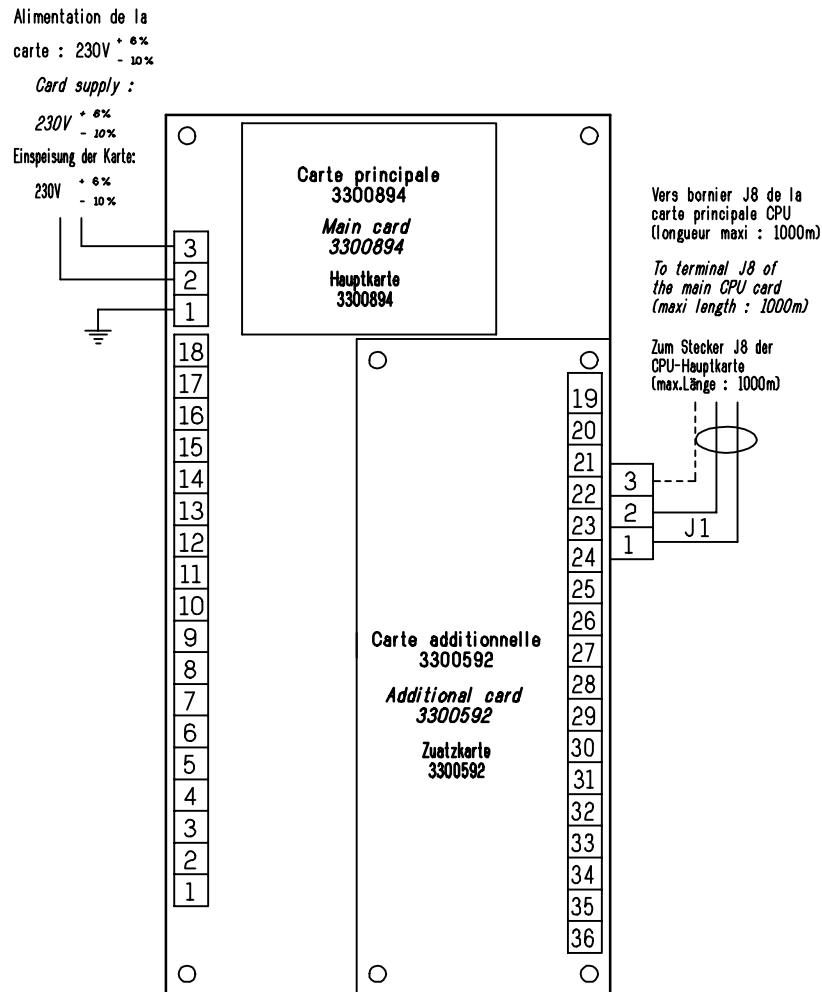 Alimentation de la
carte : 230V + 6%
- 10%
Card supply :
230V + 6%
- 10%
Einspeisung der Karte:
230V + 6%
- 10%
3
2
1
18
17
16
15
14
13
12
11
10
9
8
7
6
5
4
3
2
1
Carte principale
3300894
Main card
3300894
Hauptkarte
3300894
Carte additionnelle
3300592
Additional card
3300592
Zuatzkarte
3300592
19
20
21
22
23
24
25
26
27
28
29
30
31
32
33
34
35
36
Vers bornier J8 de la
carte principale CPU
(longueur maxi : 1000m)
To terminal J8 of
the main CPU card
(maxi length : 1000m)
Zum Stecker J8 der
CPU-Hauptkarte
(max.Länge : 1000m)
3
2
1
J1